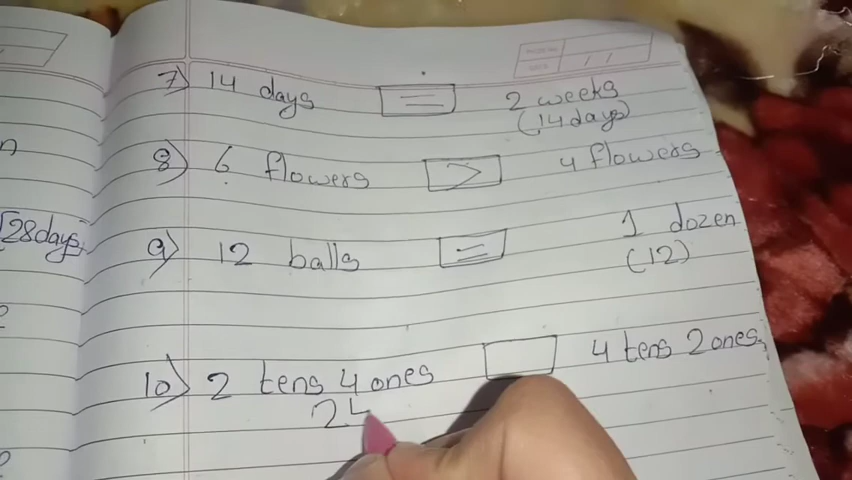 7) 14 days = 2 weeks
(14 days)
8) 6 flowers > 4 flowers
[28days,
9) 12 balls = 1 dozen
(12)
10) 2 tens 4 ones 4 tens 2 ones,
24